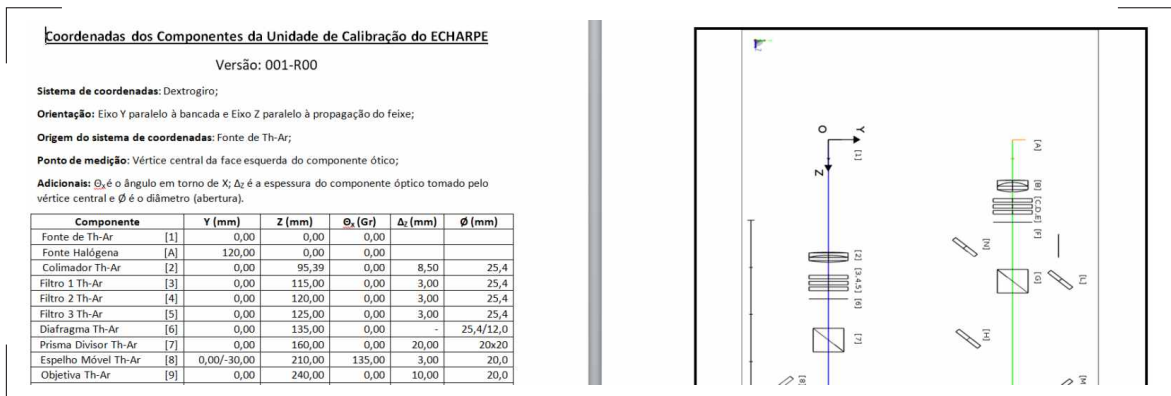 Coordenadas dos Componentes da Unidade de Calibração do ECHARPE
Versão: 001-R00
Sistema de coordenadas: Dextrogiro;
Orientação: Eixo Y paralelo à bancada e Eixo Z paralelo à propagação do feixe;
Origem do sistema de coordenadas: Fonte de Th-Ar;
Ponto de medição: Vértice central da face esquerda do componente ótico;
Adicionais: Θx é o ângulo em torno de X; Δz é a espessura do componente óptico tomado pelo
vértice central e Ø é o diâmetro (abertura).
Componente Y (mm) Z (mm) Θx (Gr) Δz (mm) Ø (mm)
Fonte de Th-Ar [1] 0,00 0,00 0,00
Fonte Halógena [A] 120,00 0,00 0,00
Colimador Th-Ar [2] 0,00 95,39 0,00 8,50 25,4
Filtro 1 Th-Ar [3] 0,00 115,00 0,00 3,00 25,4
Filtro 2 Th-Ar [4] 0,00 120,00 0,00 3,00 25,4
Filtro 3 Th-Ar [5] 0,00 125,00 0,00 3,00 25,4
Diafragma Th-Ar [6] 0,00 135,00 0,00 - 25,4/12,0
Prisma Divisor Th-Ar [7] 0,00 160,00 0,00 20,00 20x20
Espelho Móvel Th-Ar [8] 0,00/-30,00 210,00 135,00 3,00 20,0
Objetiva Th-Ar [9] 0,00 240,00 0,00 10,00 20,0
O
Y
Z
[1]
[2]
[3,4,5]
[6]
[7]
[8]
[A]
[B]
[C,D,E]
[F]
[N]
[G]
[L]
[H]
[M]